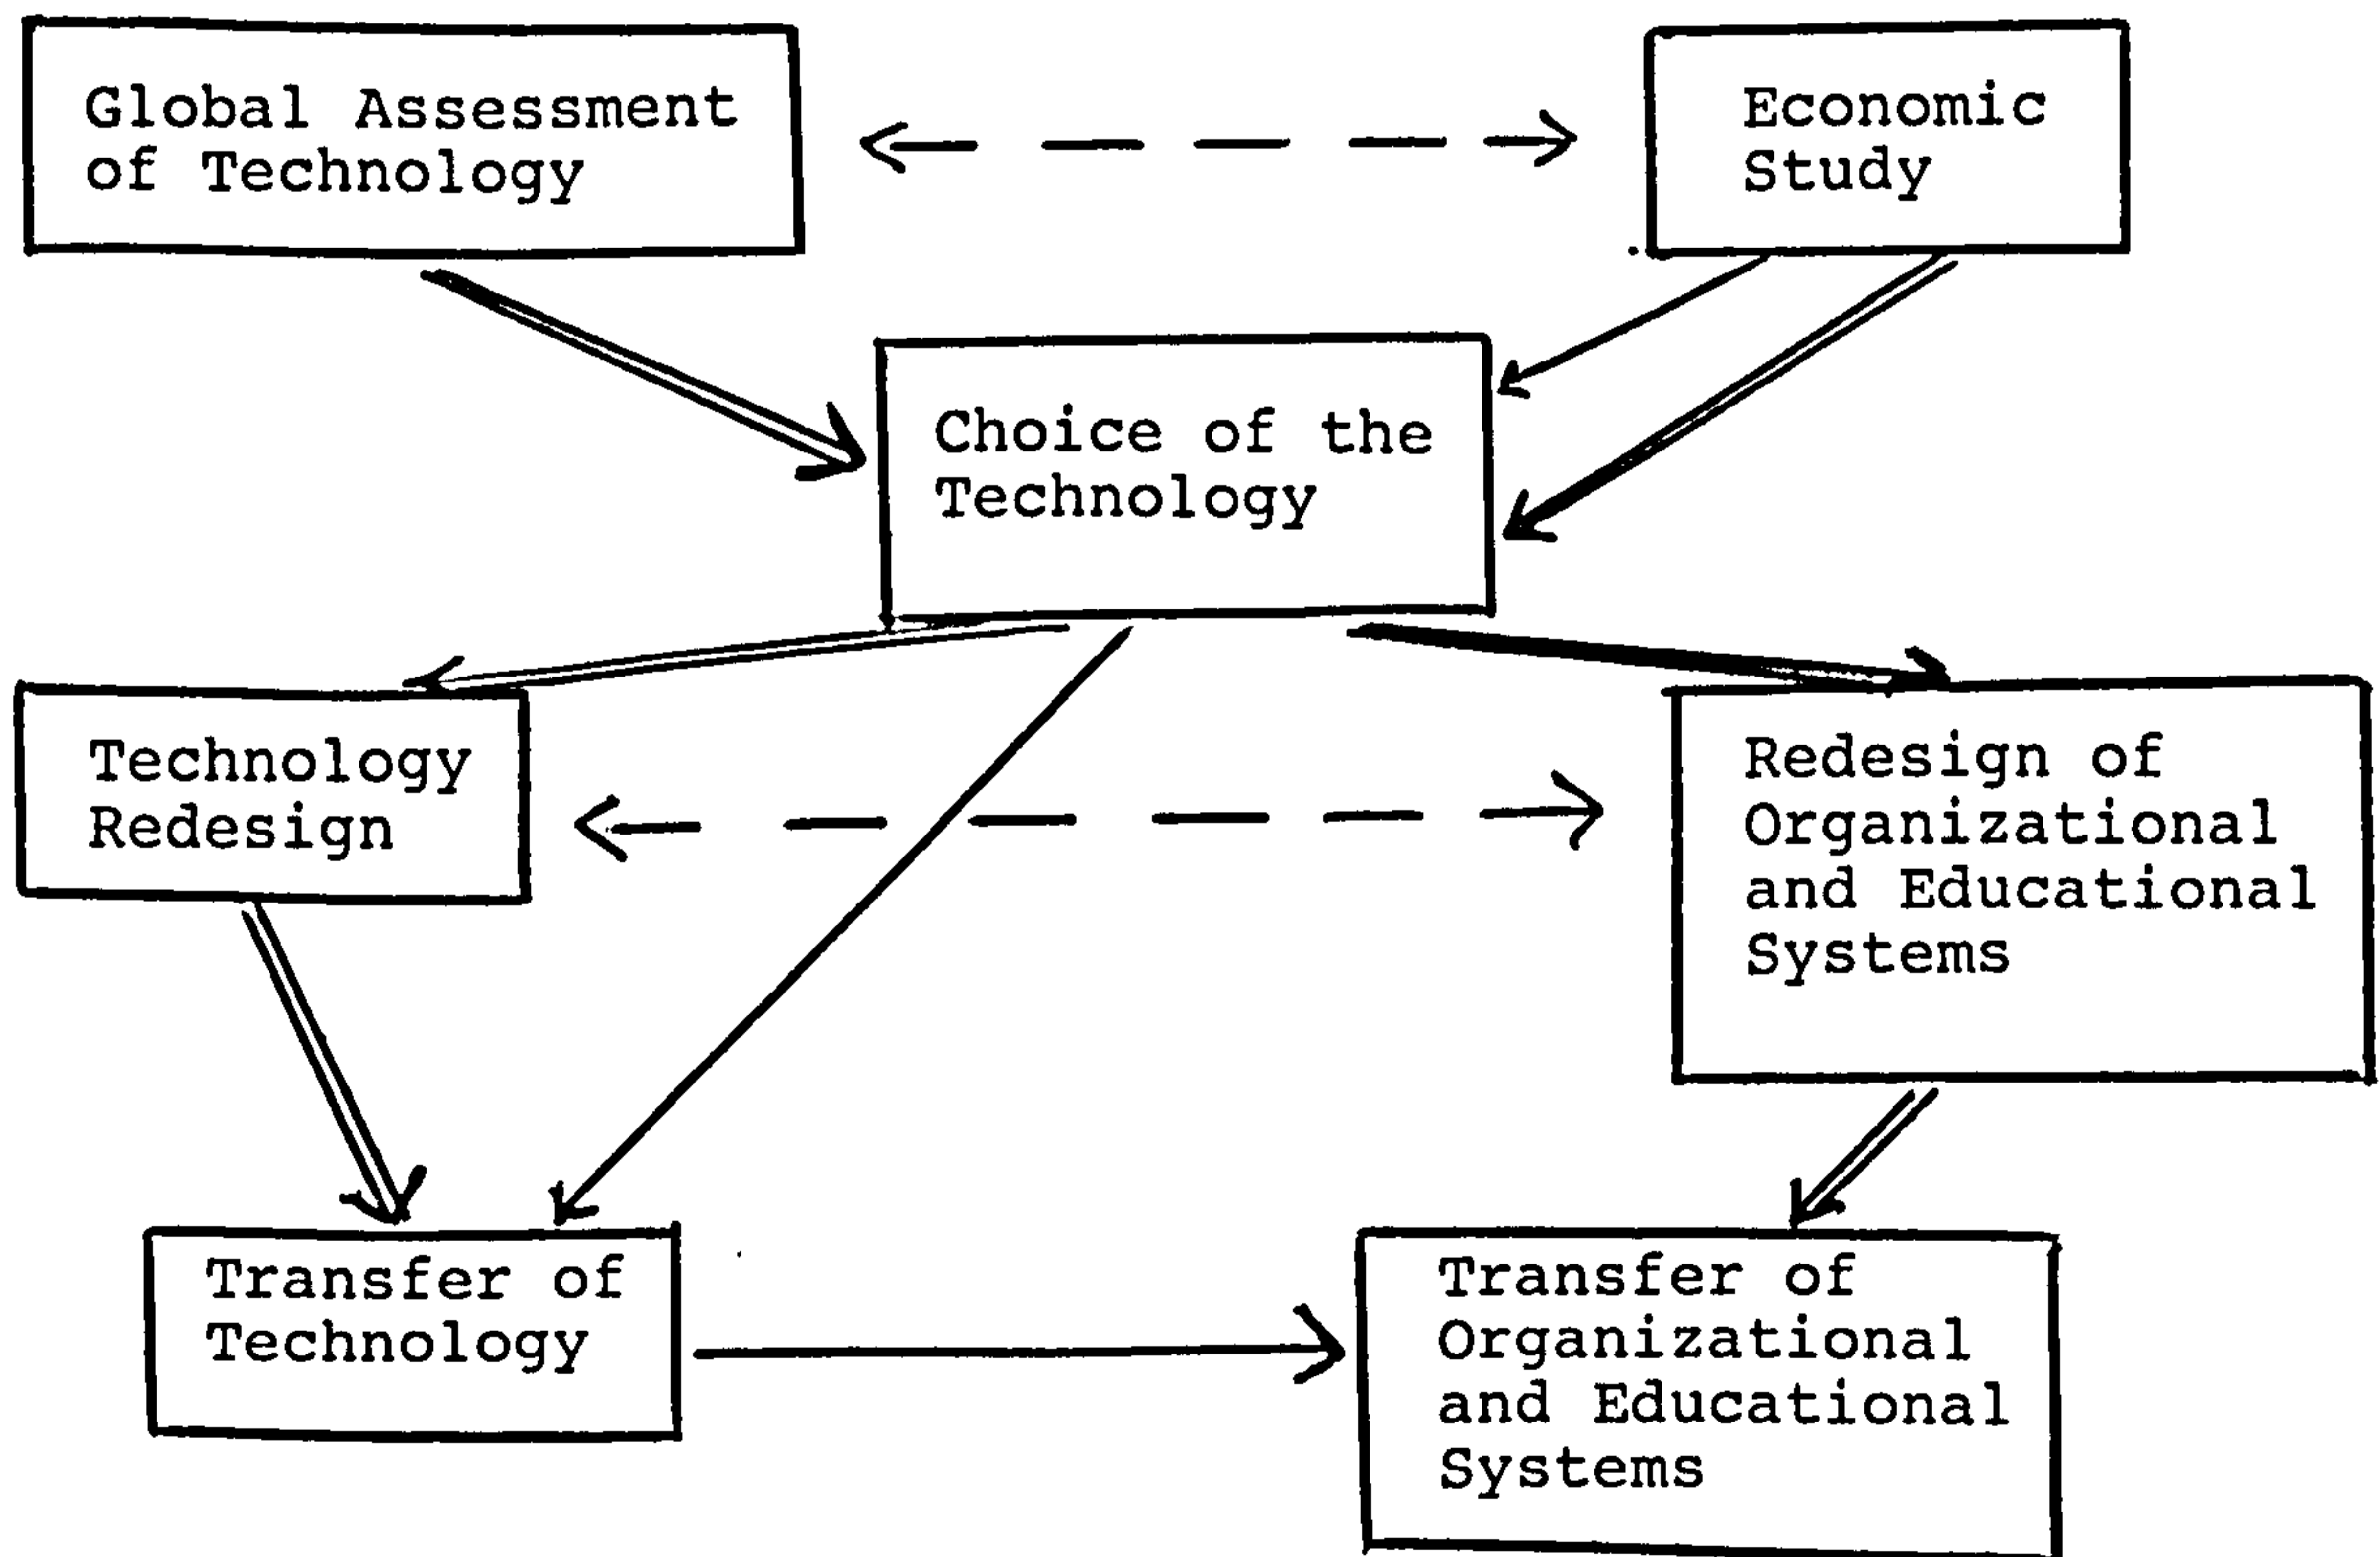 Global Assessment
of Technology
Economic
Study
Choice of the
Technology
Technology
Redesign
Redesign of
Organizational
and Educational
Systems
Transfer of
Technology
Transfer of
Organizational
and Educational
Systems